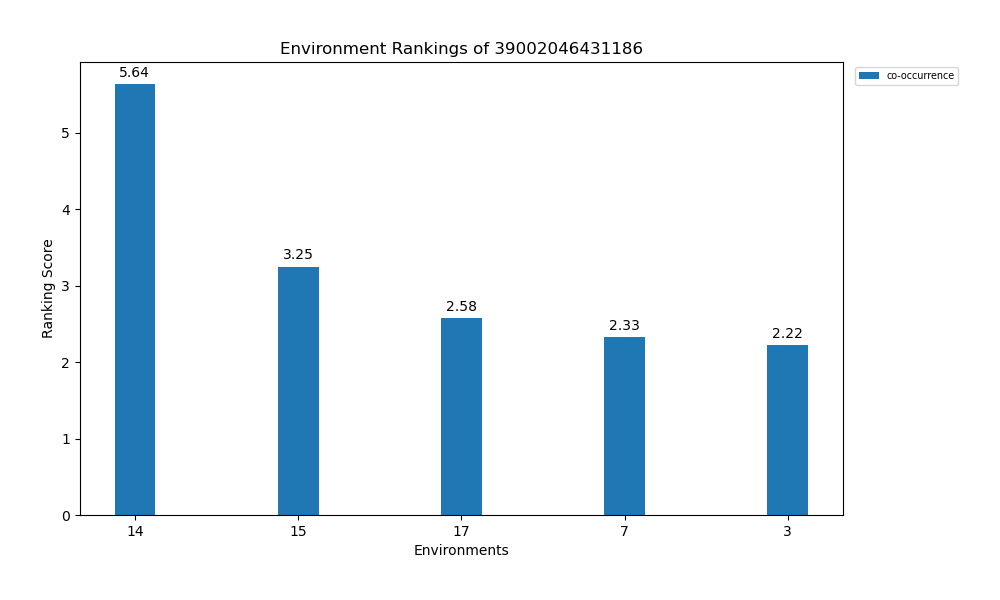 Environment Rankings of 39002046431186
co-occurrence
5.64
3.25
2.58
2.33
2.22
Ranking Score
5
4
3
2
1
0
14 15 17 7 3
Environments